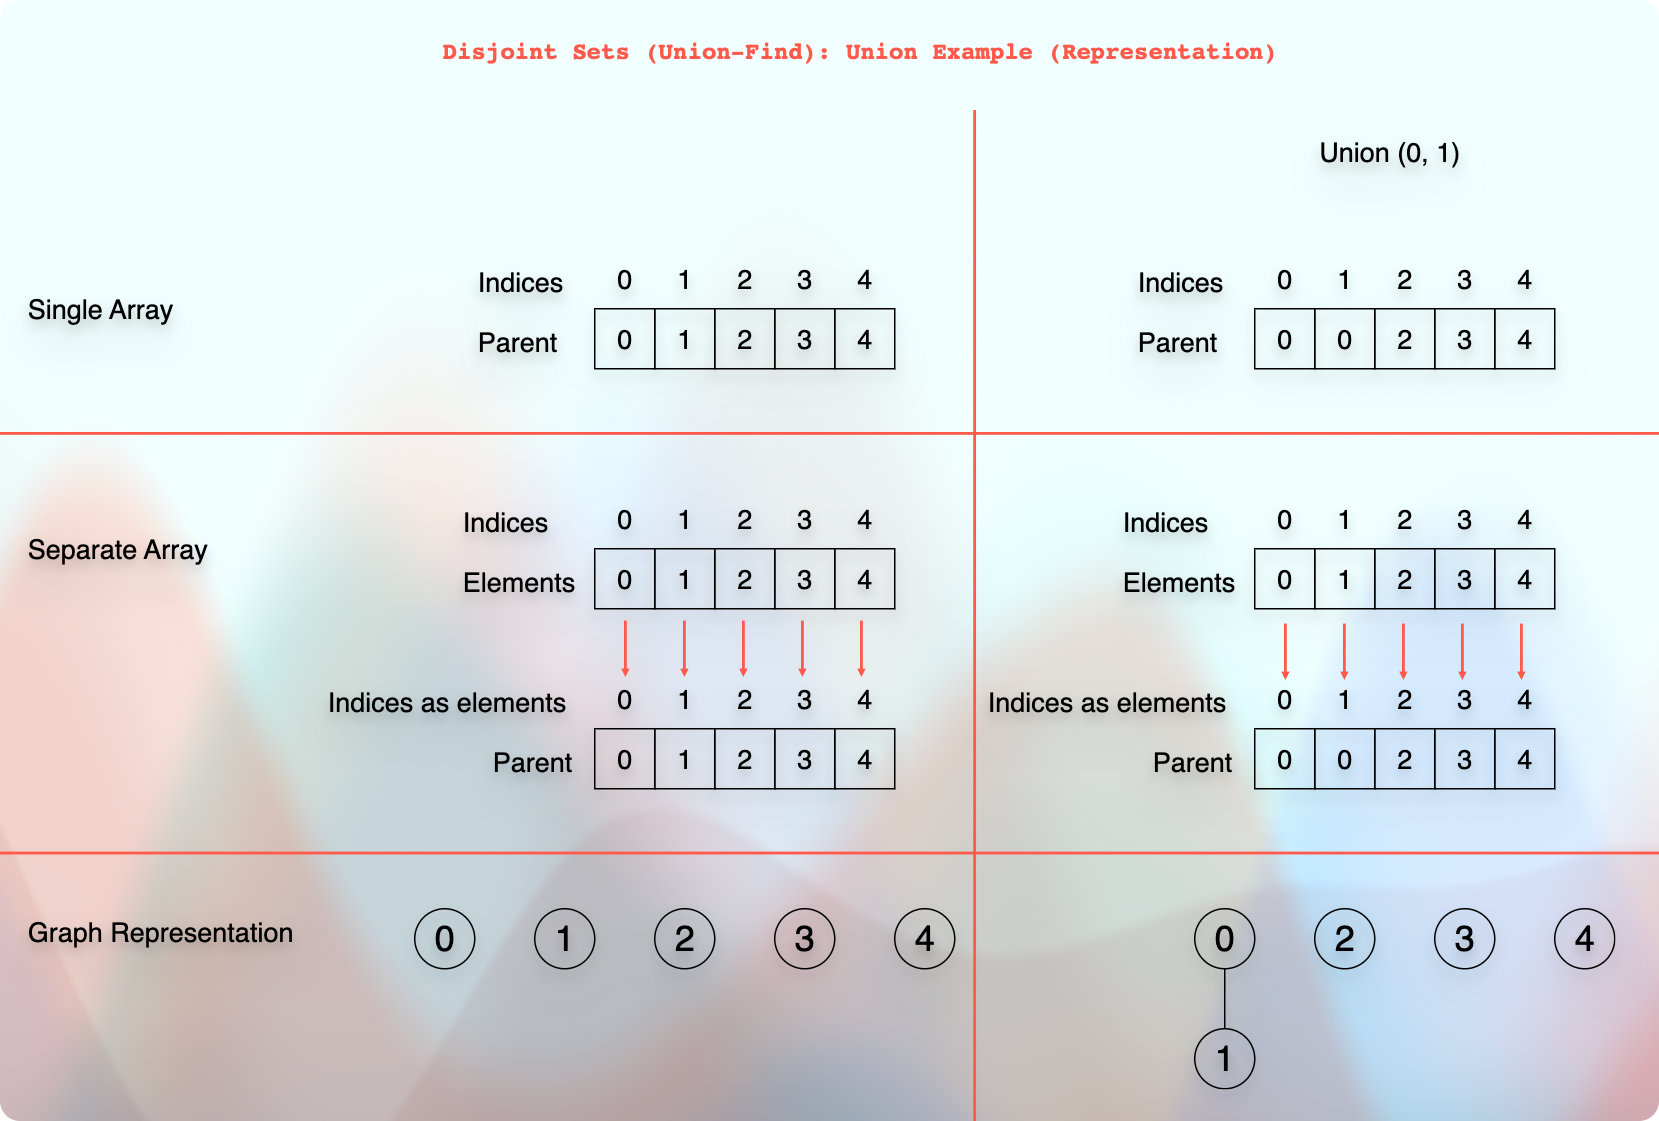 Disjoint Sets (Union-Find): Union Example (Representation)
Union (0, 1)
Single Array
Indices 0 1 2 3 4
Parent 0 1 2 3 4
Indices 0 1 2 3 4
Parent 0 0 2 3 4
Separate Array
Indices 0 1 2 3 4
Elements 0 1 2 3 4
Indices as elements 0 1 2 3 4
Parent 0 1 2 3 4
Indices 0 1 2 3 4
Elements 0 1 2 3 4
Indices as elements 0 1 2 3 4
Parent 0 0 2 3 4
Graph Representation
0 1 2 3 4
0 2 3 4
1